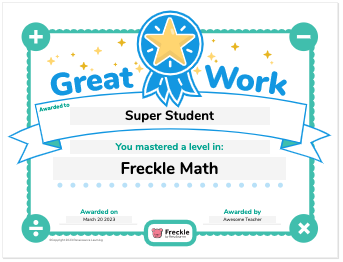 Great Work
Awarded to
Super Student
You mastered a level in:
Freckle Math
Awarded on
Awarded by
March 20 2023
Awesome Teacher
Freckle
by Renaissance